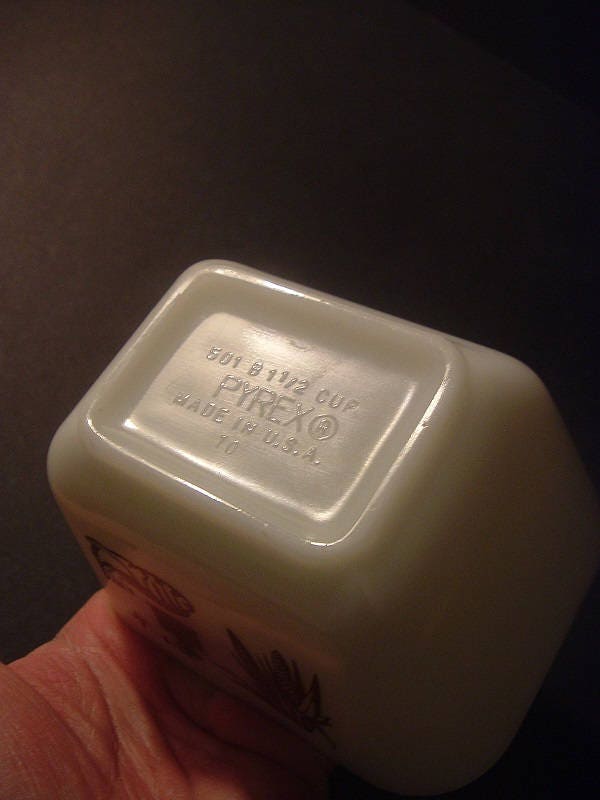 501 B 1 1/2 CUP
PYREX®
MADE IN U.S.A.
10